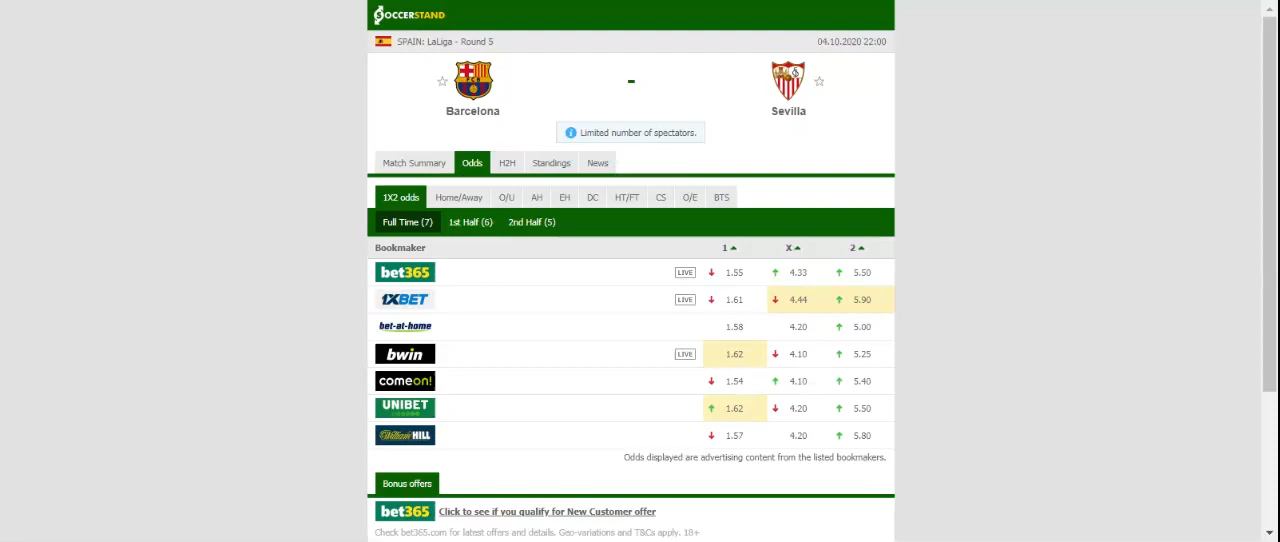 SOCCERSTAND
SPAIN: LaLiga - Round 5 04.10.2020 22:00
-
Barcelona Sevilla
Limited number of spectators.
Match Summary Odds H2H Standings News
1X2 odds Home/Away O/U AH EH DC HT/FT CS O/E BTS
Full Time (7) 1st Half (6) 2nd Half (5)
Bookmaker 1 X 2
bet365 LIVE 1.55 4.33 5.50
1XBET LIVE 1.61 4.44 5.90
bet-at-home 1.58 4.20 5.00
bwin LIVE 1.62 4.10 5.25
comeon! 1.54 4.10 5.40
UNIBET 1.62 4.20 5.50
William HILL 1.57 4.20 5.80
Odds displayed are advertising content from the listed bookmakers.
Bonus offers
bet365 Click to see if you qualify for New Customer offer
Check bet365.com for latest offers and details. Geo-variations and T&Cs apply. 18+